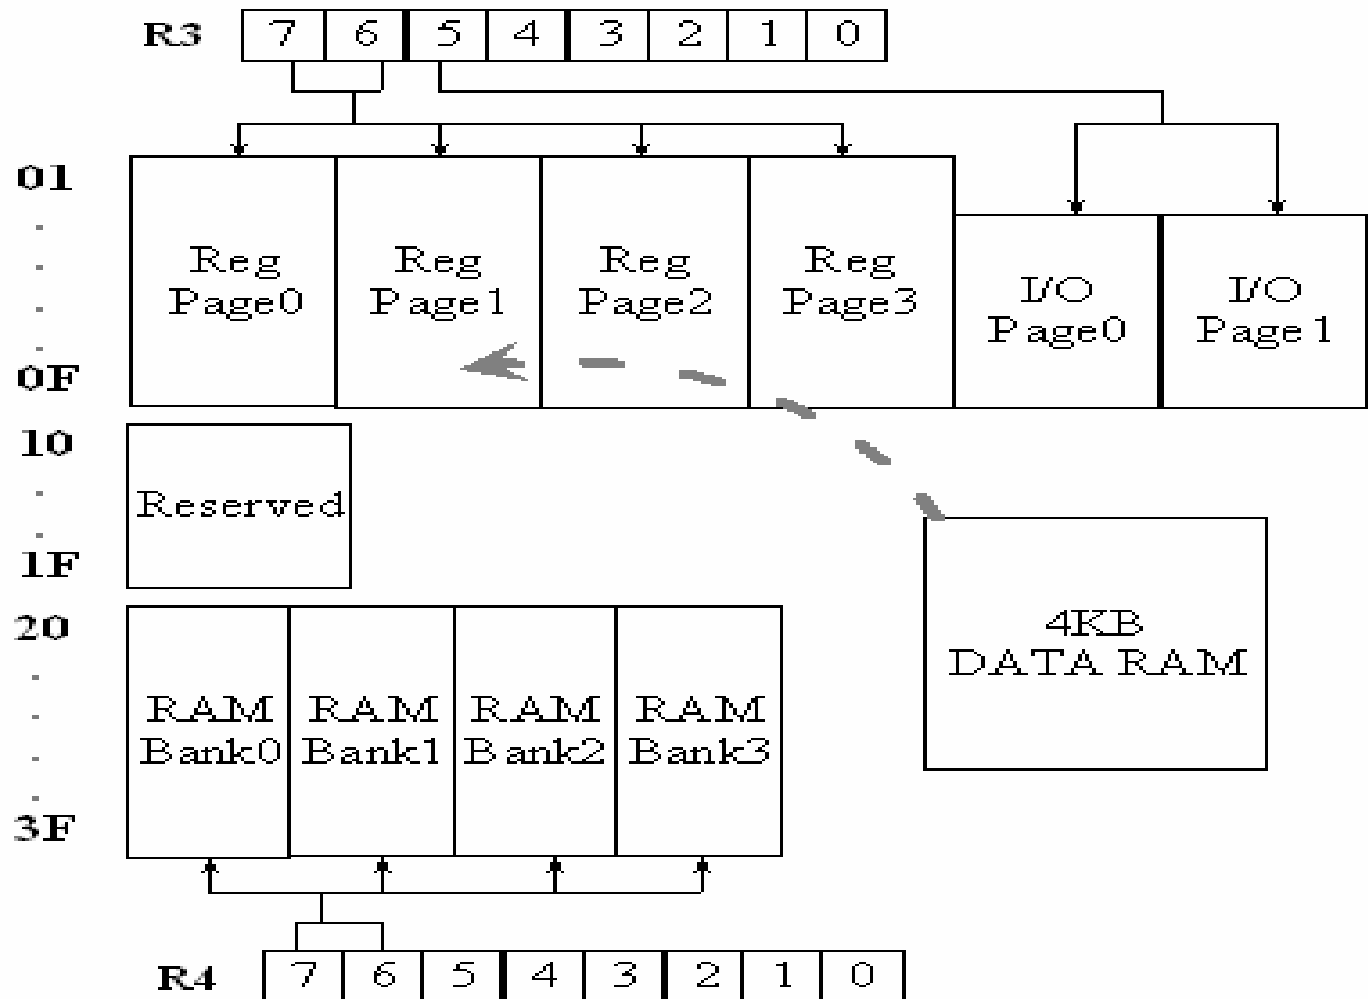 R3 7 6 5 4 3 2 1 0
01
Reg Page0
Reg Page1
Reg Page2
Reg Page3
I/O Page0
I/O Page1
0F
10
Reserved
1F
20
4KB
DATA RAM
RAM Bank0
RAM Bank1
RAM Bank2
RAM Bank3
3F
R4 7 6 5 4 3 2 1 0